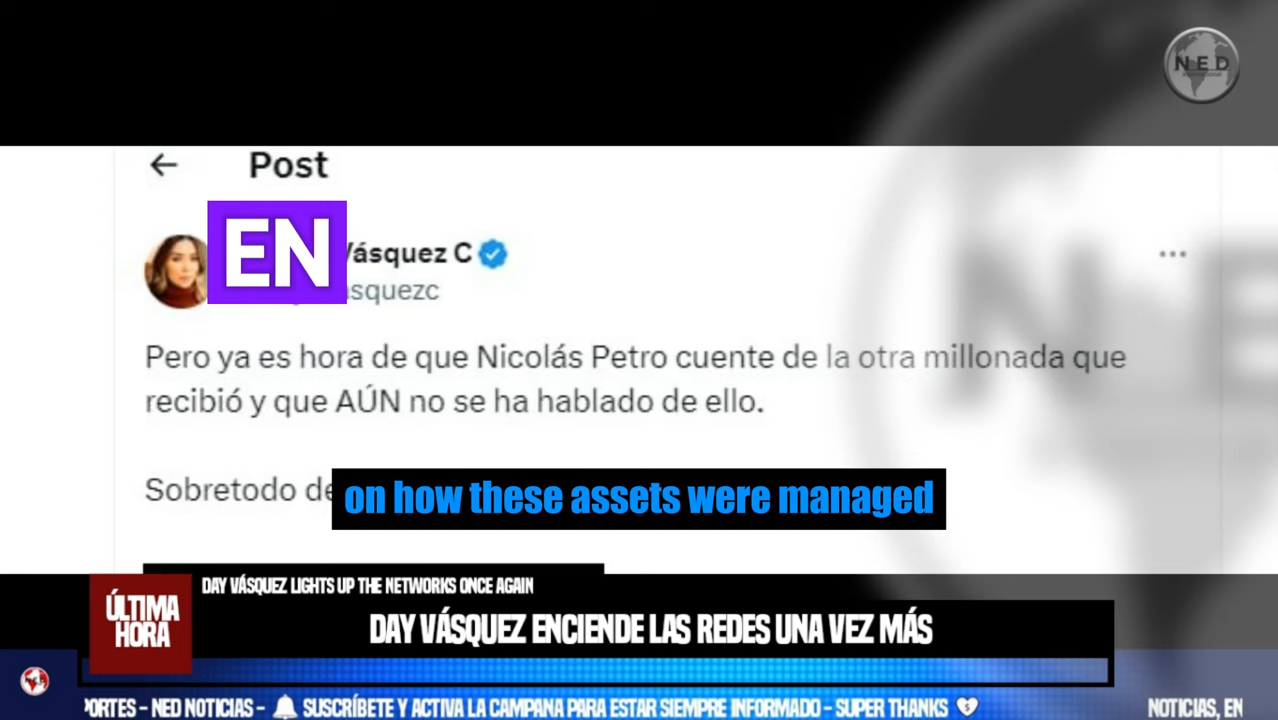 NED
Post
EN
Vásquez C
squezc
Pero ya es hora de que Nicolás Petro cuente de la otra millonada que
recibió y que AÚN no se ha hablado de ello.
Sobretodo de
on how these assets were managed
DAY VÁSQUEZ LIGHTS UP THE NETWORKS ONCE AGAIN
ÚLTIMA
HORA
DAY VÁSQUEZ ENCIENDE LAS REDES UNA VEZ MÁS
PORTES - NED NOTICIAS - SUSCRÍBETE Y ACTIVA LA CAMPANA PARA ESTAR SIEMPRE INFORMADO - SUPER THANKS NOTICIAS, EN